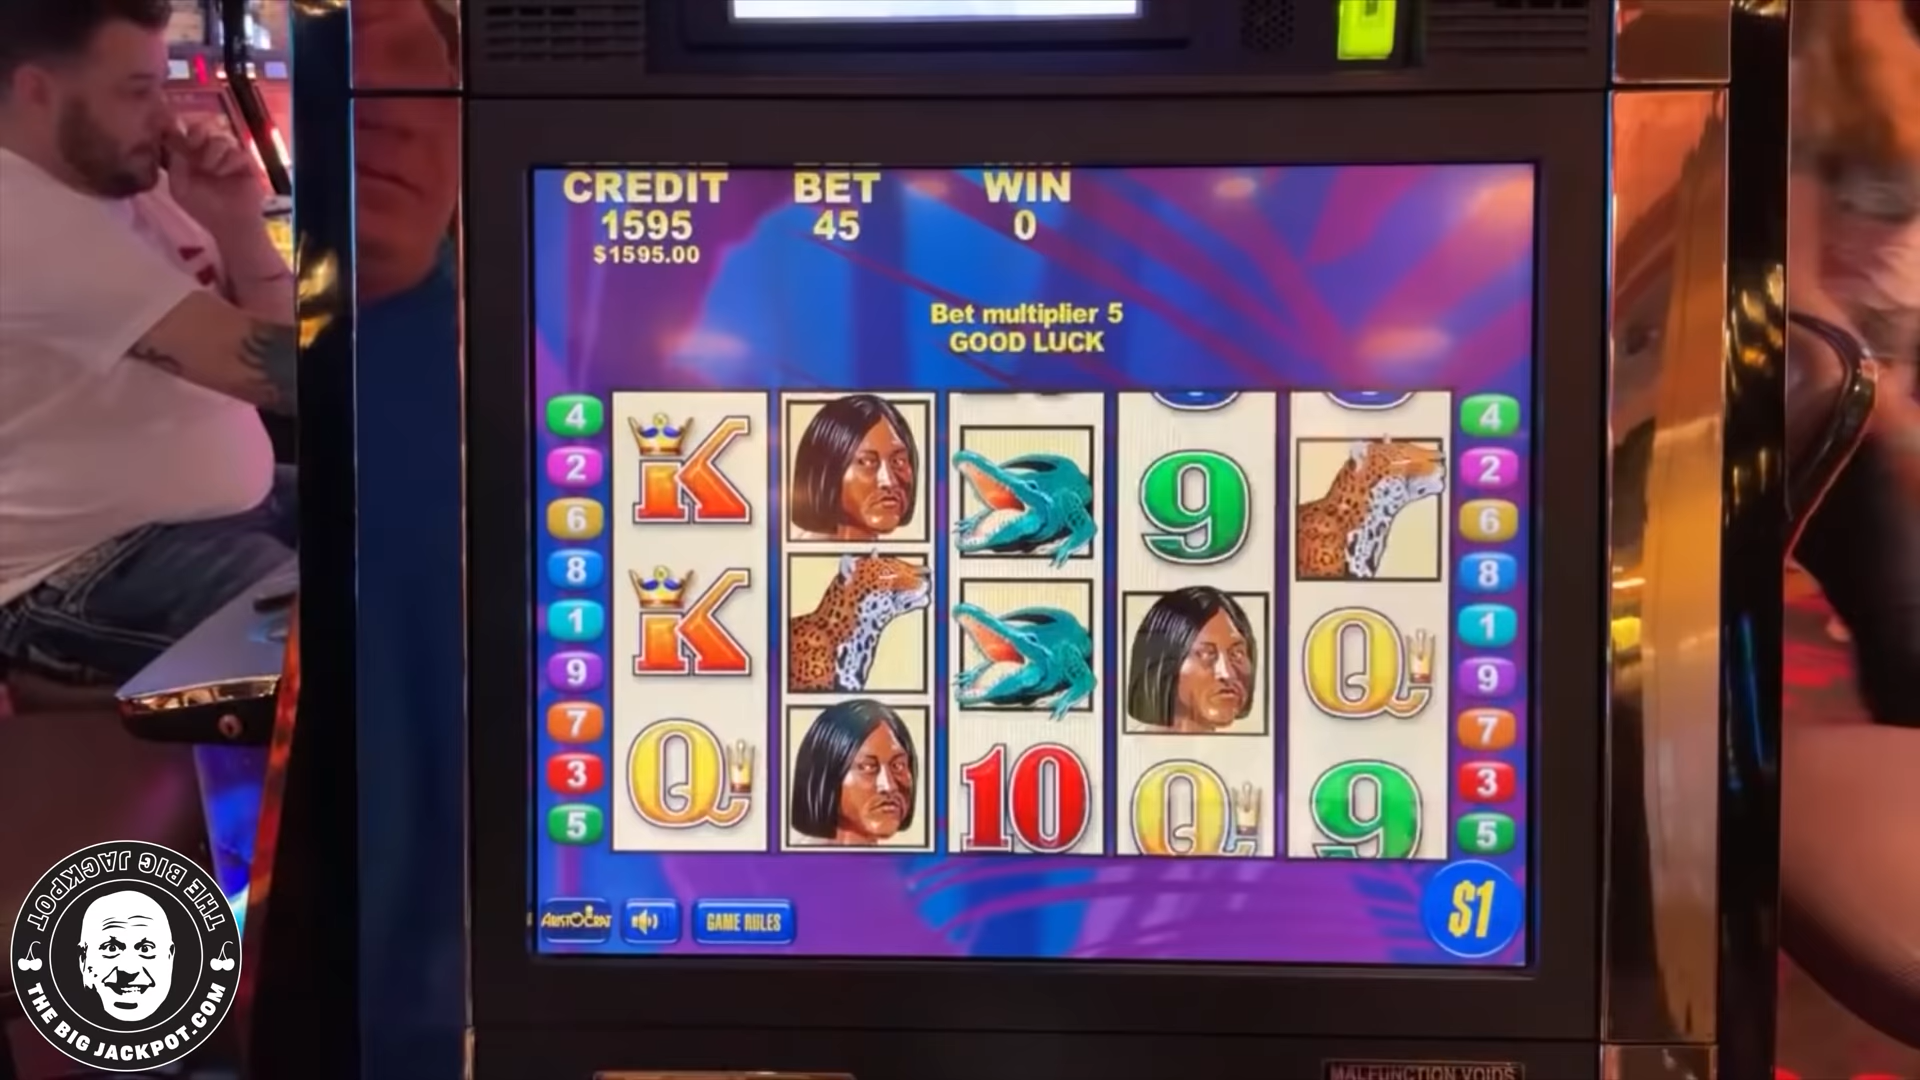 CREDIT BET WIN
1595 45 0
$1595.00
Bet multiplier 5
GOOD LUCK
4 4
2 2
6 6
8 8
1 1
9 9
7 7
3 3
5 5
K 9
K Q
Q 10 Q 9
ARISTOCRAT GAME RULES $1
THE BIG JACKPOT
THE BIG JACKPOT.COM
MALFUNCTION VOIDS